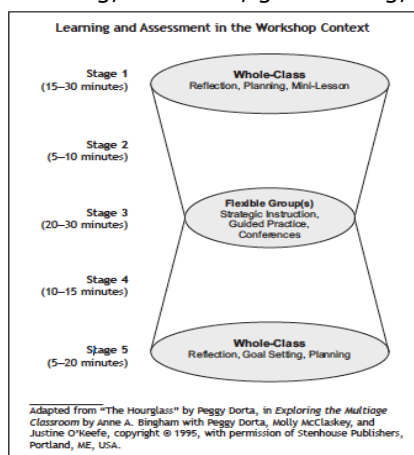 Learning and Assessment in the Workshop Context
Stage 1
(15–30 minutes)
Whole-Class
Reflection, Planning, Mini-Lesson
Stage 2
(5–10 minutes)
Stage 3
(20–30 minutes)
Flexible Group(s)
Strategic Instruction,
Guided Practice,
Conferences
Stage 4
(10–15 minutes)
Stage 5
(5–20 minutes)
Whole-Class
Reflection, Goal Setting, Planning
Adapted from "The Hourglass" by Peggy Dorta, in Exploring the Multiage
Classroom by Anne A. Bingham with Peggy Dorta, Molly McClaskey, and
Justine O'Keefe, copyright © 1995, with permission of Stenhouse Publishers,
Portland, ME, USA.